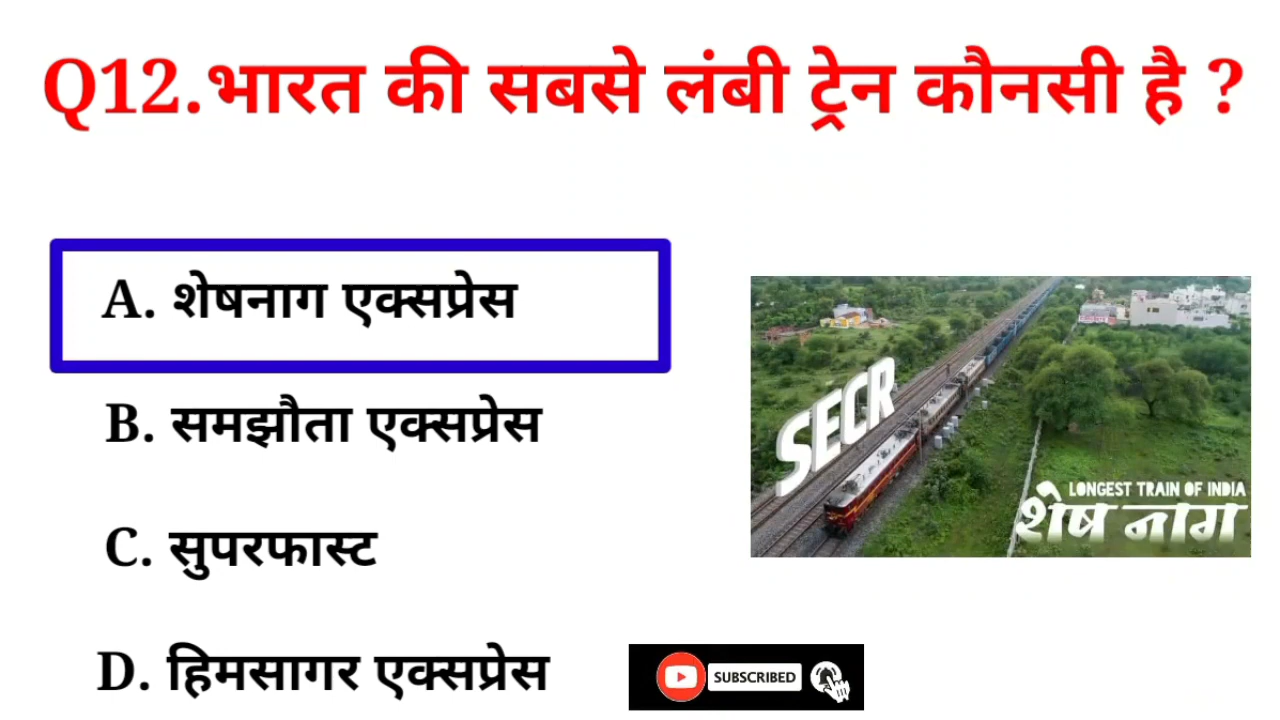 Q12.भारत की सबसे लंबी ट्रेन कौनसी है ?
A. शेषनाग एक्सप्रेस
B. समझौता एक्सप्रेस
C. सुपरफास्ट
D. हिमसागर एक्सप्रेस
SECR
LONGEST TRAIN OF INDIA
शेष नाग
SUBSCRIBED